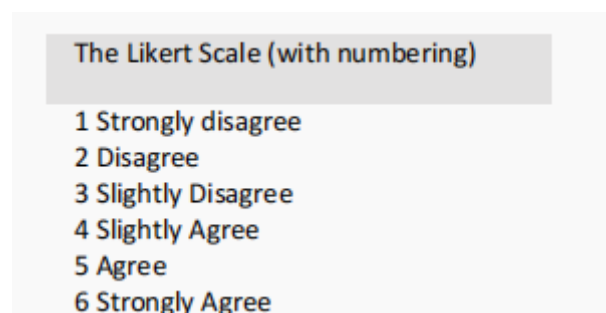 The Likert Scale (with numbering)
1 Strongly disagree
2 Disagree
3 Slightly Disagree
4 Slightly Agree
5 Agree
6 Strongly Agree